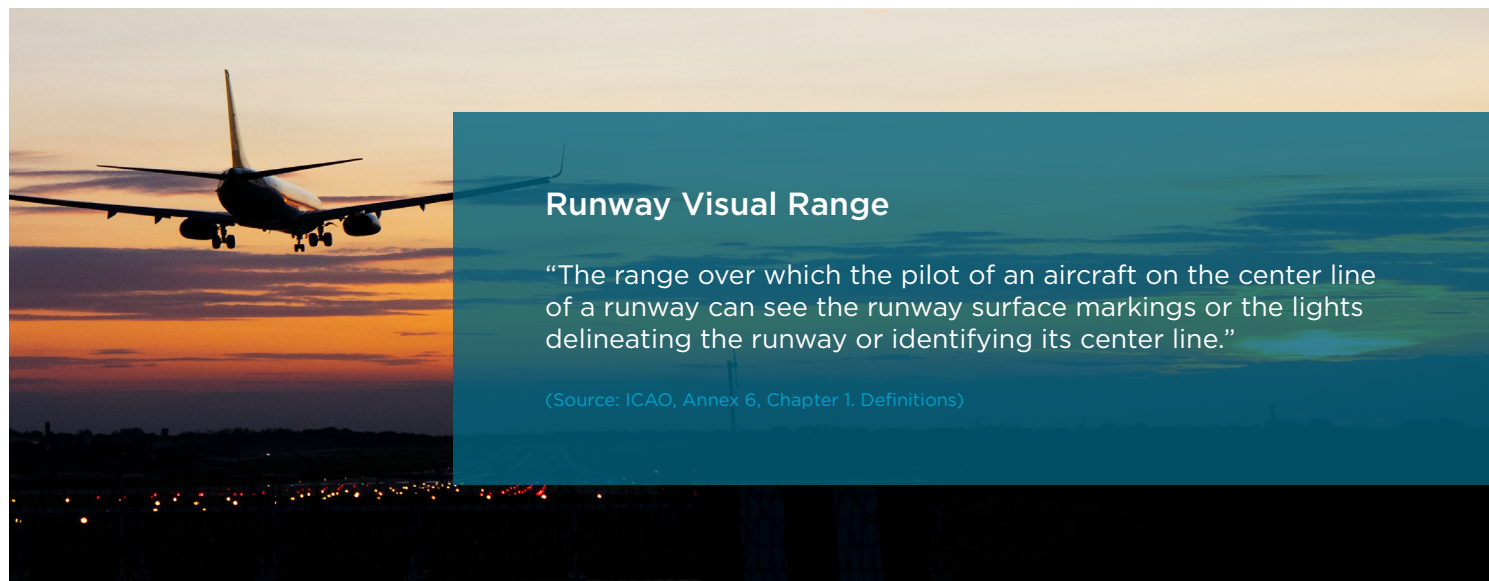 Runway Visual Range
“The range over which the pilot of an aircraft on the center line
of a runway can see the runway surface markings or the lights
delineating the runway or identifying its center line.”
(Source: ICAO, Annex 6, Chapter 1. Definitions)